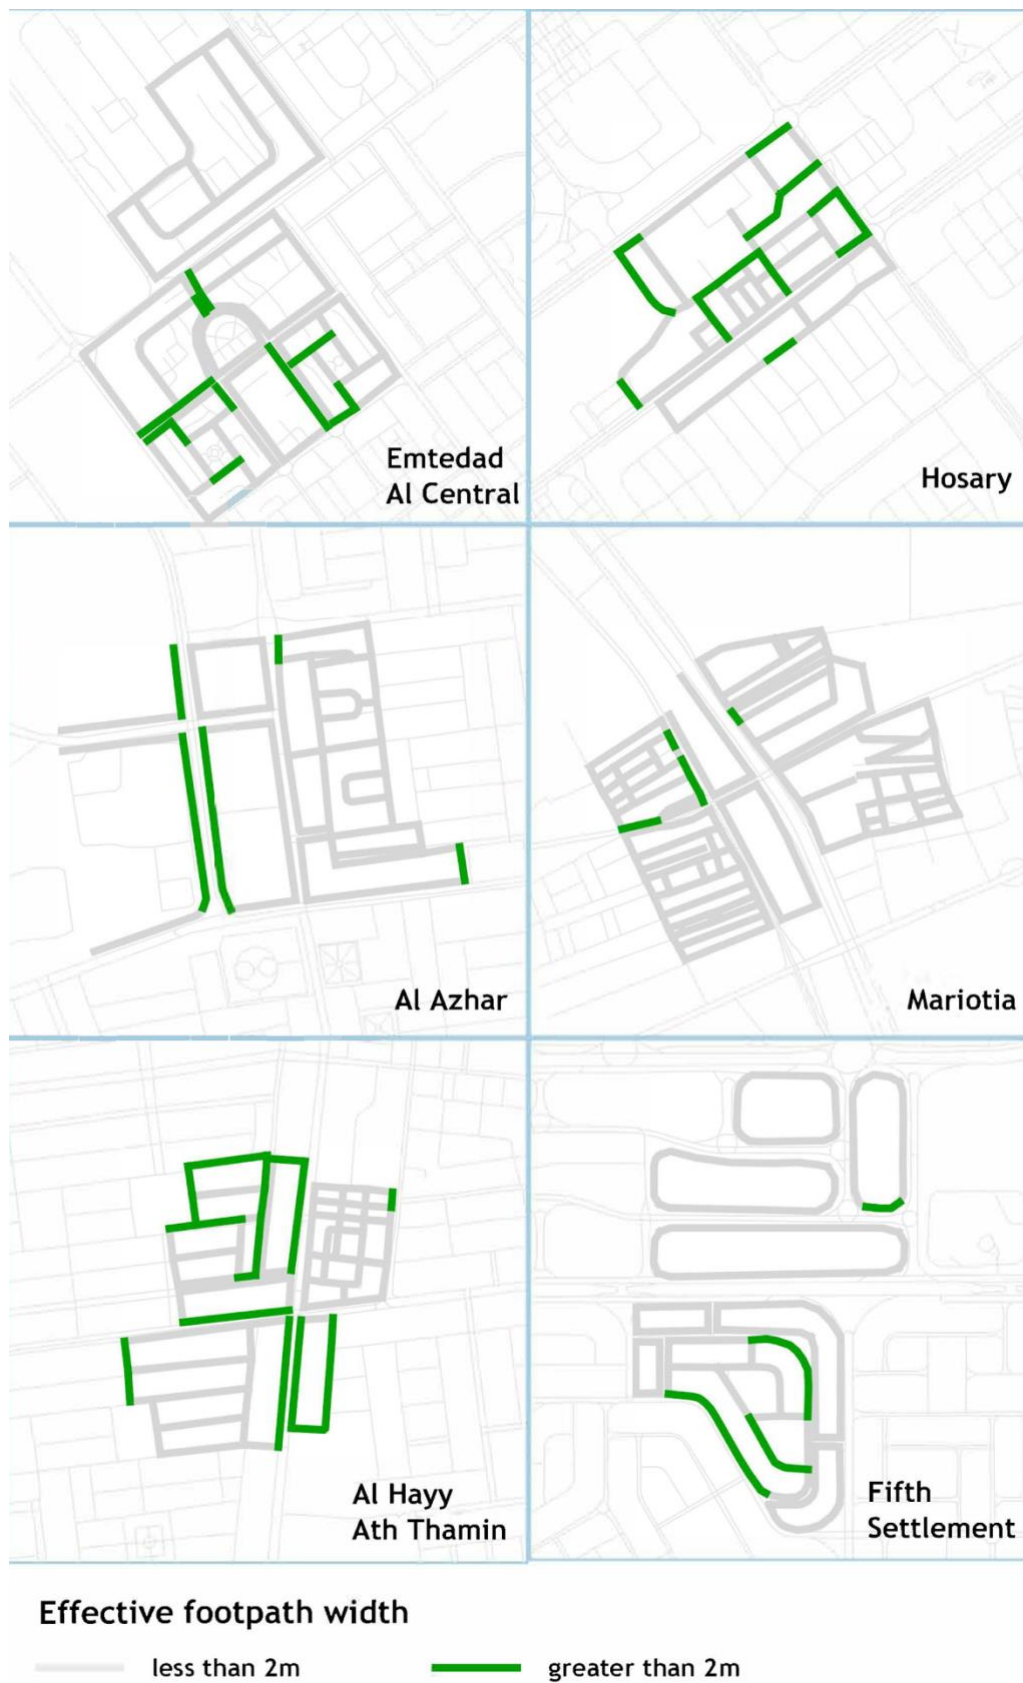 Emtedad
Al Central
Hosary
Al Azhar
Mariotia
Al Hayy
Ath Thamin
Fifth
Settlement
Effective footpath width
less than 2m
greater than 2m